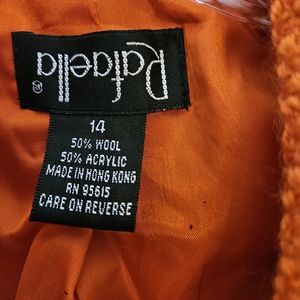 Rafaella®
14
50% WOOL
50% ACRYLIC
MADE IN HONG KONG
RN 95615
CARE ON REVERSE